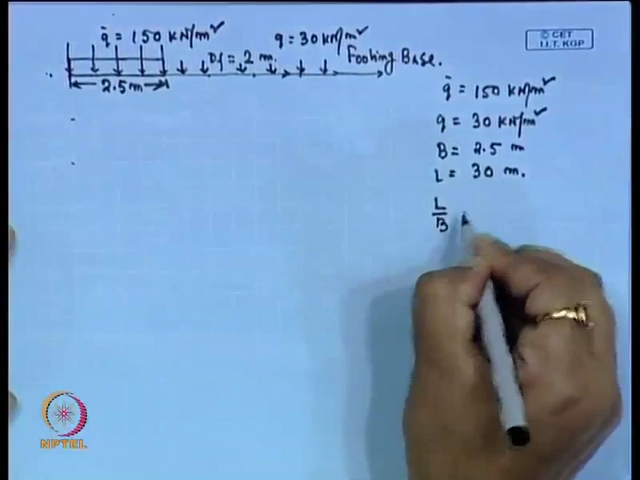 q̄ = 150 KN/m² q = 30 KN/m² © CET
I.I.T. KGP
Df = 2 m. Footing Base.
2.5 m
q̄ = 150 KN/m²
q = 30 KN/m²
B = 2.5 m
L = 30 m.
L/B
NPTEL